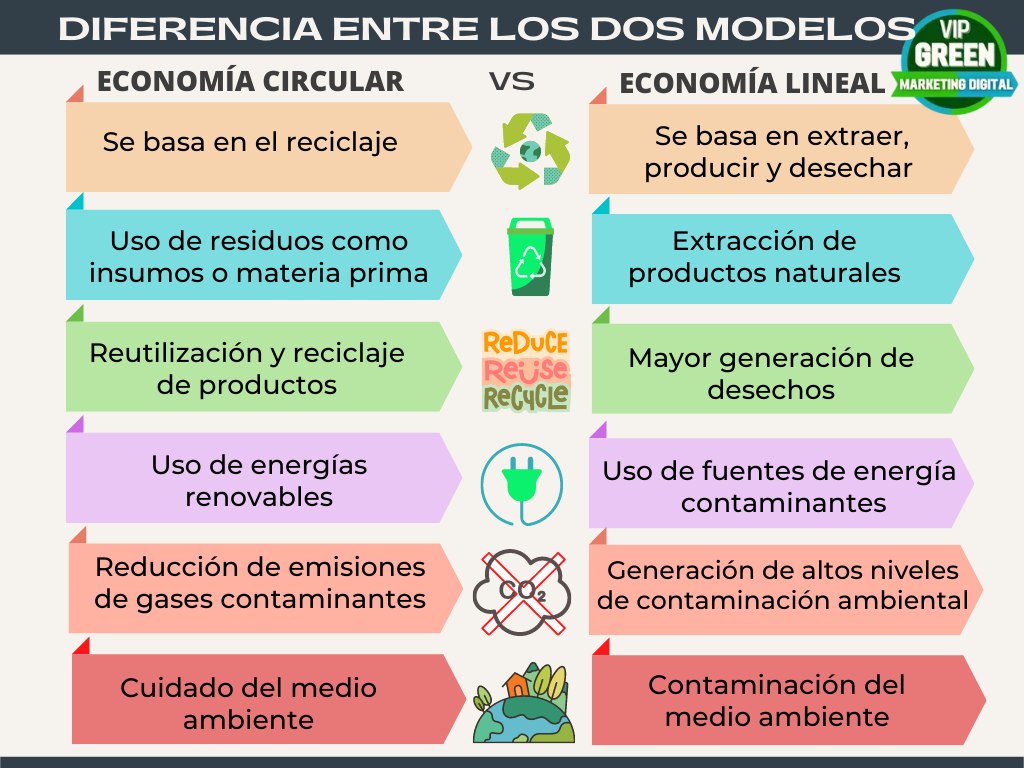 DIFERENCIA ENTRE LOS DOS MODELOS
VIP
GREEN
MARKETING DIGITAL
ECONOMÍA CIRCULAR
VS
ECONOMÍA LINEAL
Se basa en el reciclaje
Se basa en extraer,
producir y desechar
Uso de residuos como
insumos o materia prima
Extracción de
productos naturales
Reutilización y reciclaje
de productos
REDUCE
REUSE
RECYCLE
Mayor generación de
desechos
Uso de energías
renovables
Uso de fuentes de energía
contaminantes
Reducción de emisiones
de gases contaminantes
CO₂
Generación de altos niveles
de contaminación ambiental
Cuidado del medio
ambiente
Contaminación del
medio ambiente